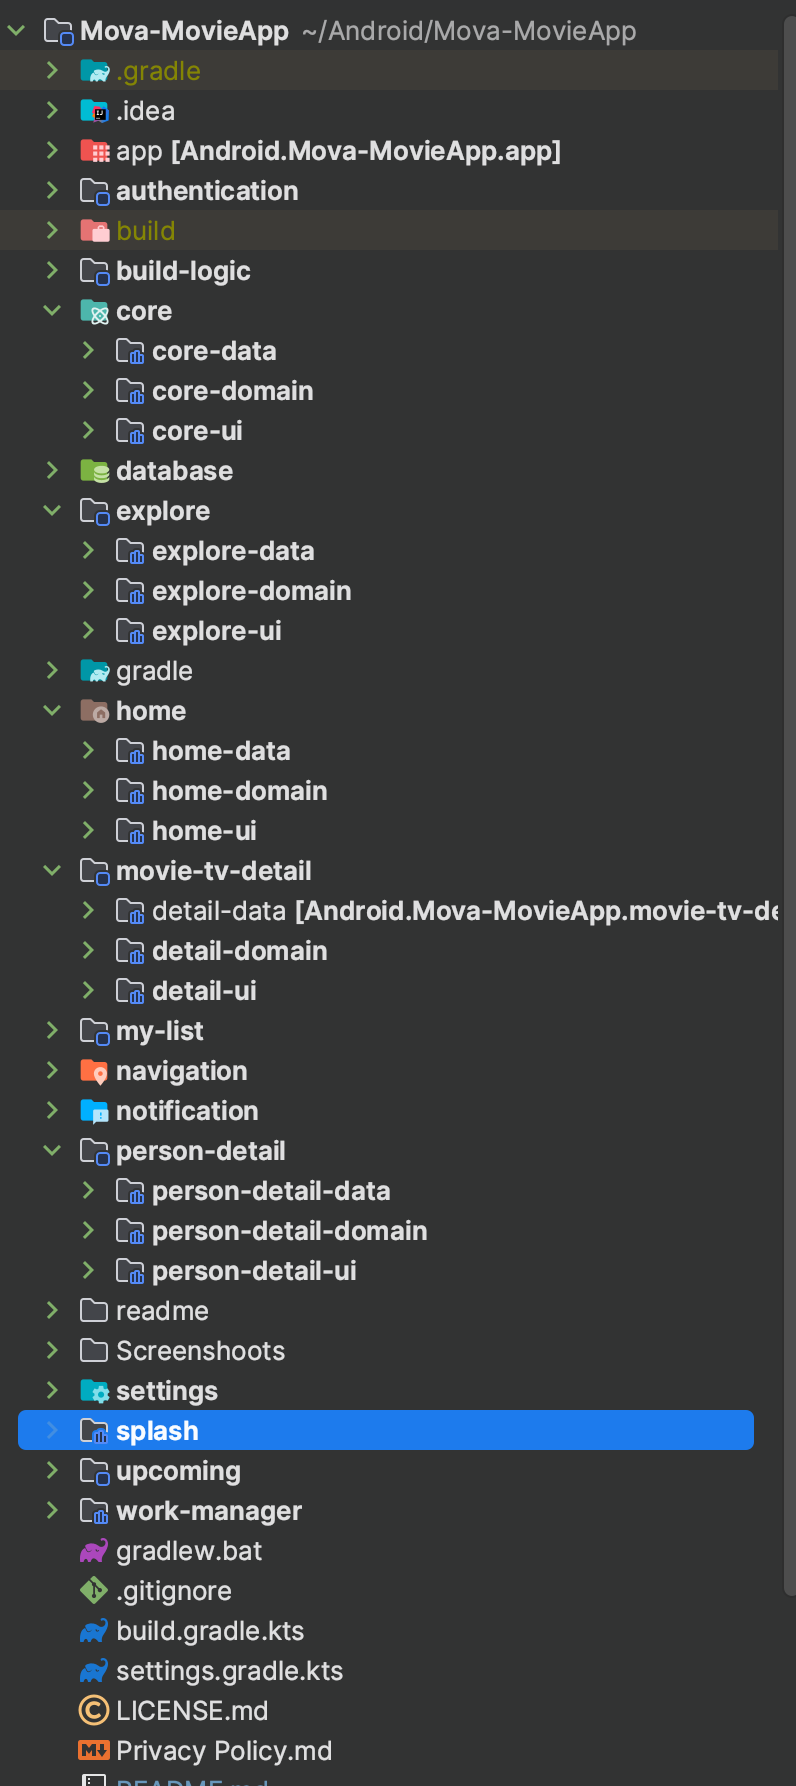 Mova-MovieApp ~/Android/Mova-MovieApp
.gradle
.idea
app [Android.Mova-MovieApp.app]
authentication
build
build-logic
core
core-data
core-domain
core-ui
database
explore
explore-data
explore-domain
explore-ui
gradle
home
home-data
home-domain
home-ui
movie-tv-detail
detail-data [Android.Mova-MovieApp.movie-tv-de
detail-domain
detail-ui
my-list
navigation
notification
person-detail
person-detail-data
person-detail-domain
person-detail-ui
readme
Screenshoots
settings
splash
upcoming
work-manager
gradlew.bat
.gitignore
build.gradle.kts
settings.gradle.kts
LICENSE.md
Privacy Policy.md
README.md